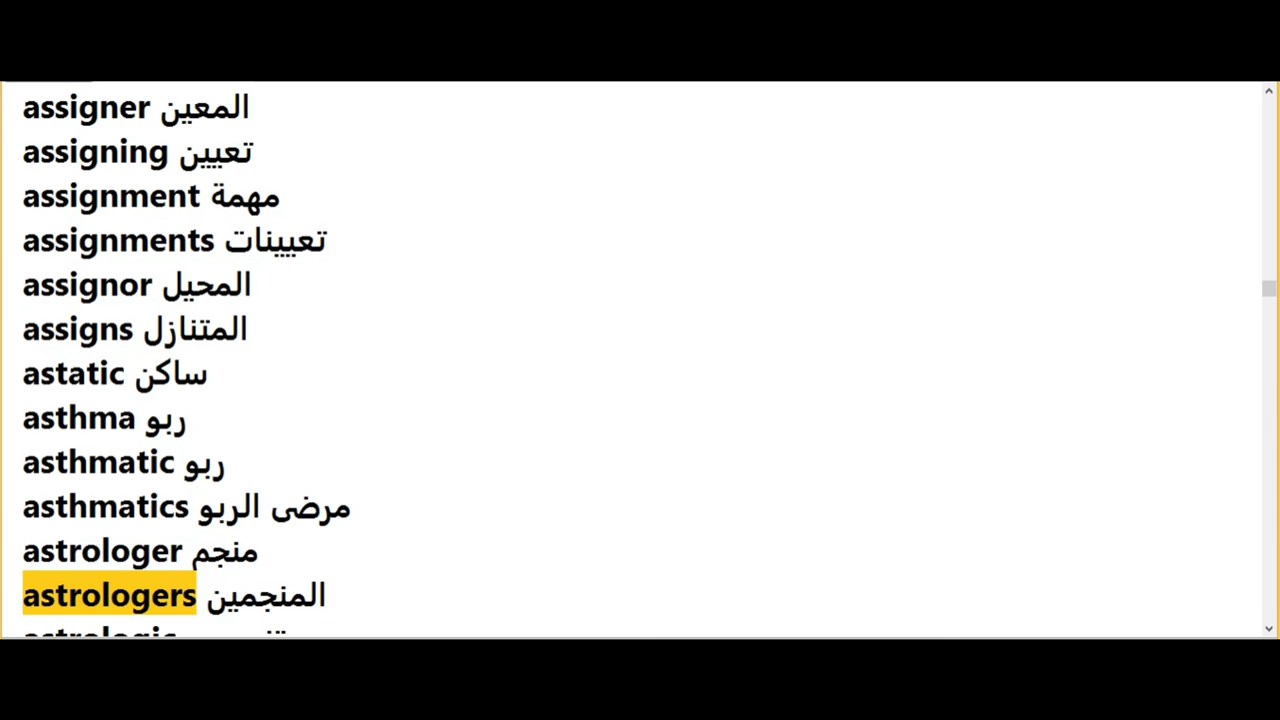 assigner المعين
assigning تعيين
assignment مهمة
assignments تعيينات
assignor المحيل
assigns المتنازل
astatic ساكن
asthma ربو
asthmatic ربو
asthmatics مرضى الربو
astrologer منجم
astrologers المنجمين
astrologic